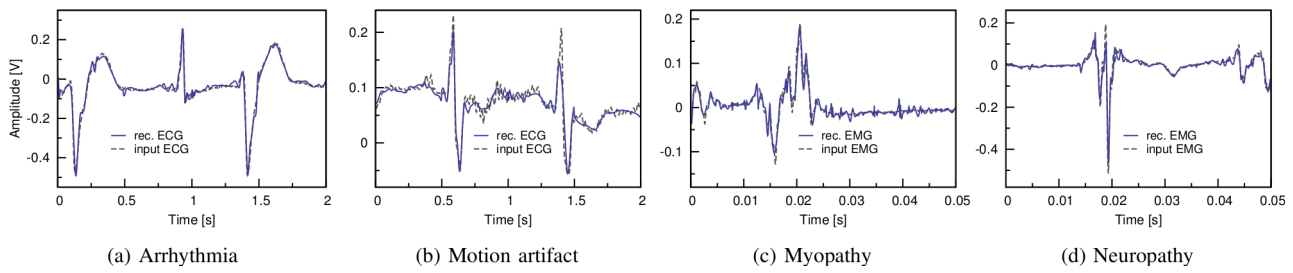 Amplitude [V]
0.2
0
-0.2
-0.4
rec. ECG
input ECG
0 0.5 1 1.5 2
Time [s]
(a) Arrhythmia
0.2
0.1
0
rec. ECG
input ECG
0 0.5 1 1.5 2
Time [s]
(b) Motion artifact
0.2
0.1
0
-0.1
rec. EMG
input EMG
0 0.01 0.02 0.03 0.04 0.05
Time [s]
(c) Myopathy
0.2
0
-0.2
-0.4
rec. EMG
input EMG
0 0.01 0.02 0.03 0.04 0.05
Time [s]
(d) Neuropathy